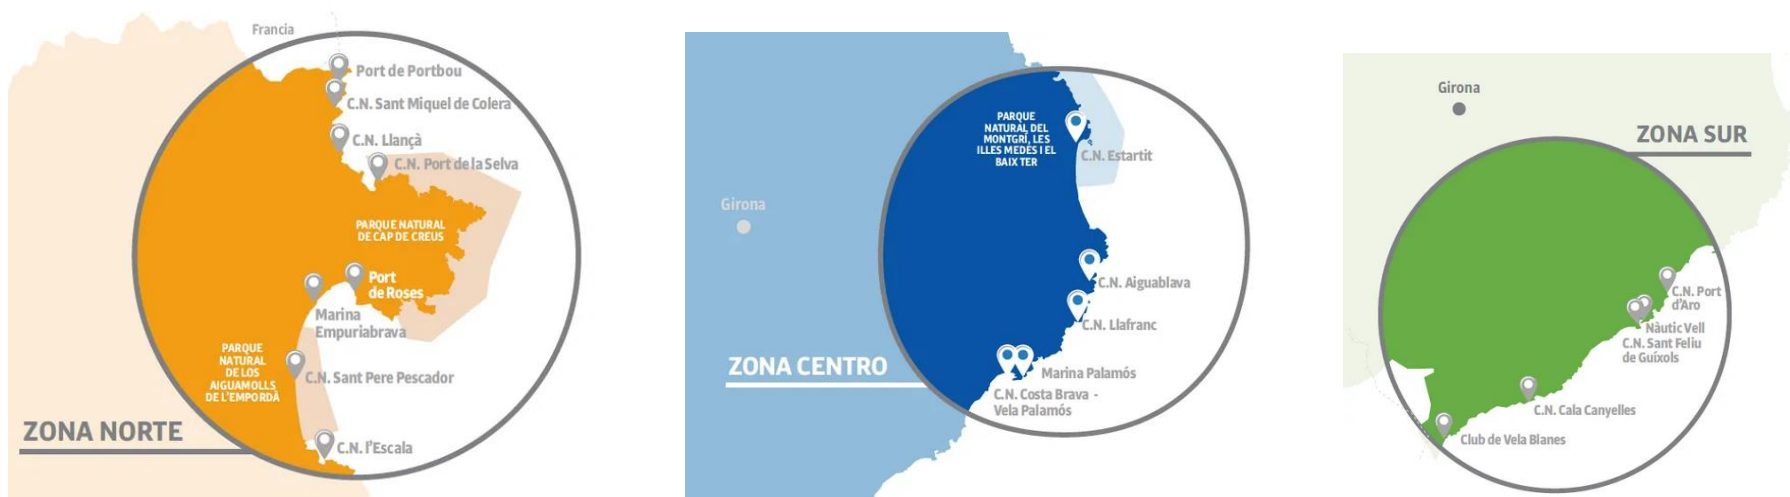 Francia
Port de Portbou
C.N. Sant Miquel de Colera
C.N. Llançà
C.N. Port de la Selva
PARQUE NATURAL
DE CAP DE CREUS
Port
de Roses
Marina
Empuriabrava
PARQUE
NATURAL
DE LOS
AIGUAMOLLS
DE L'EMPORDÀ
C.N. Sant Pere Pescador
ZONA NORTE
C.N. l'Escala
PARQUE
NATURAL DEL
MONTGRÍ, LES
ILLES MEDES I EL
BAIX TER
C.N. Estartit
Girona
C.N. Aiguablava
C.N. Llafranc
ZONA CENTRO
Marina Palamós
C.N. Costa Brava -
Vela Palamós
Girona
ZONA SUR
C.N. Port
d'Aro
Nàutic Vell
C.N. Sant Feliu
de Guíxols
C.N. Cala Canyelles
Club de Vela Blanes